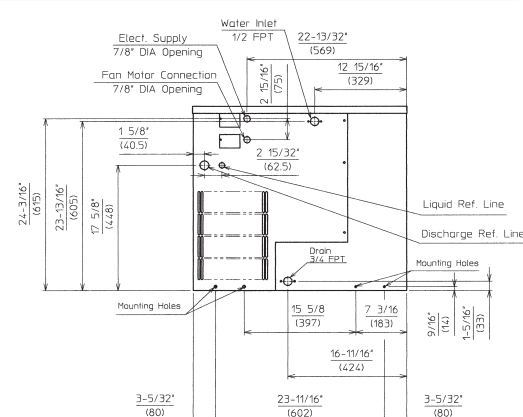 Water Inlet
1/2 FPT
Elect. Supply
7/8" DIA Opening
22-13/32"
(569)
Fan Motor Connection
7/8" DIA Opening
2 15/16"
(75)
12 15/16"
(329)
1 5/8"
(40.5)
2 15/32"
(62.5)
24-3/16"
(615)
23-13/16"
(605)
17 5/8"
(448)
Liquid Ref. Line
Discharge Ref. Line
Drain
3/4 FPT
Mounting Holes
Mounting Holes
15 5/8
(397)
7 3/16
(183)
9/16"
(14)
1-5/16"
(33)
16-11/16"
(424)
3-5/32"
(80)
23-11/16"
(602)
3-5/32"
(80)